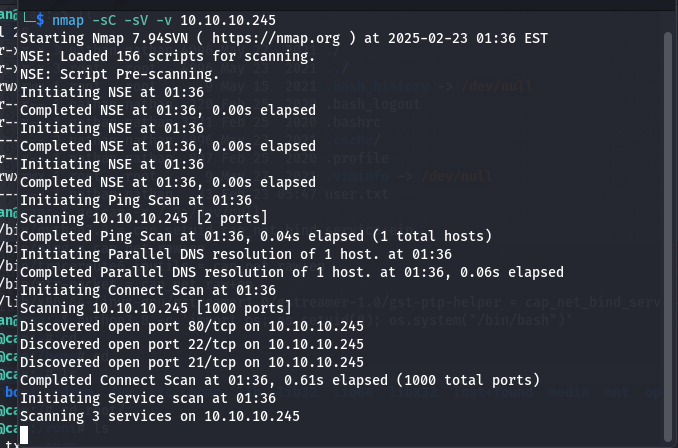 └─$ nmap -sC -sV -v 10.10.10.245
Starting Nmap 7.94SVN ( https://nmap.org ) at 2025-02-23 01:36 EST
NSE: Loaded 156 scripts for scanning.
NSE: Script Pre-scanning.
Initiating NSE at 01:36
Completed NSE at 01:36, 0.00s elapsed
Initiating NSE at 01:36
Completed NSE at 01:36, 0.00s elapsed
Initiating NSE at 01:36
Completed NSE at 01:36, 0.00s elapsed
Initiating Ping Scan at 01:36
Scanning 10.10.10.245 [2 ports]
Completed Ping Scan at 01:36, 0.04s elapsed (1 total hosts)
Initiating Parallel DNS resolution of 1 host. at 01:36
Completed Parallel DNS resolution of 1 host. at 01:36, 0.06s elapsed
Initiating Connect Scan at 01:36
Scanning 10.10.10.245 [1000 ports]
Discovered open port 80/tcp on 10.10.10.245
Discovered open port 22/tcp on 10.10.10.245
Discovered open port 21/tcp on 10.10.10.245
Completed Connect Scan at 01:36, 0.61s elapsed (1000 total ports)
Initiating Service scan at 01:36
Scanning 3 services on 10.10.10.245